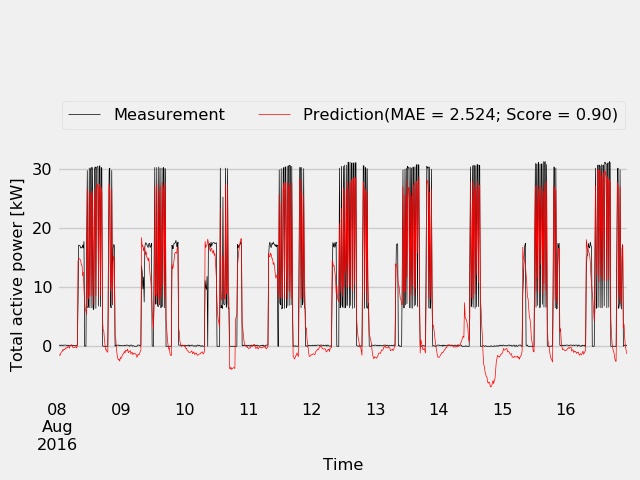 Measurement
Prediction(MAE = 2.524; Score = 0.90)
Total active power [kW]
30
20
10
0
08 09 10 11 12 13 14 15 16
Aug
2016
Time